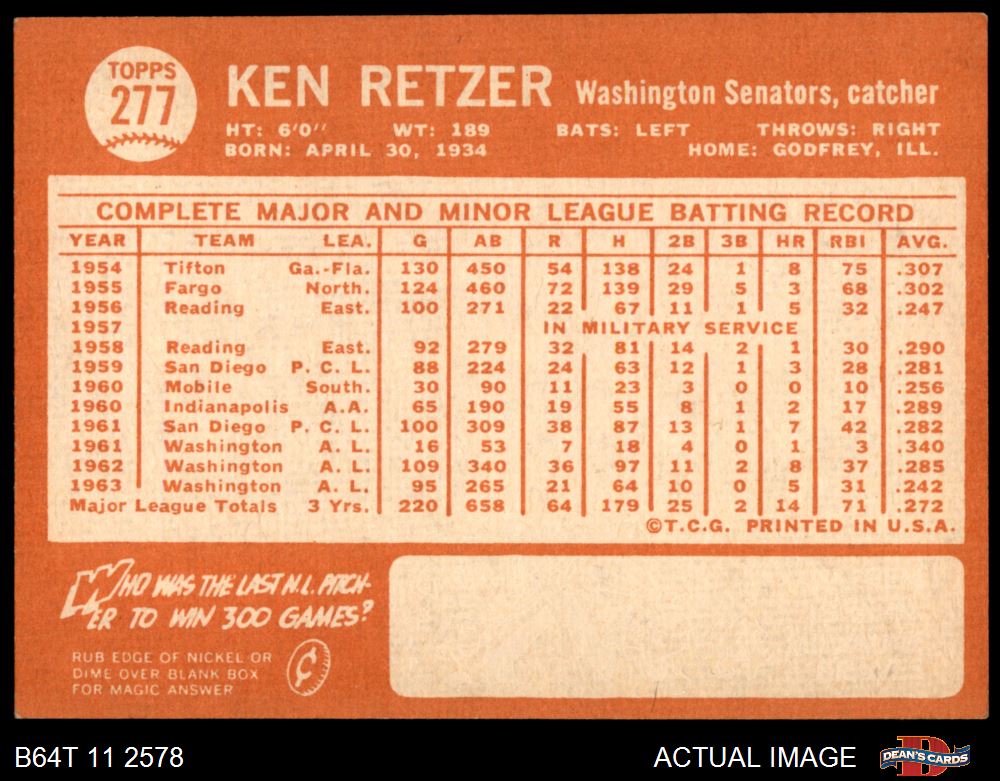 TOPPS
277
KEN RETZER Washington Senators, catcher
HT: 6'0'' WT: 189 BATS: LEFT THROWS: RIGHT
BORN: APRIL 30, 1934 HOME: GODFREY, ILL.
COMPLETE MAJOR AND MINOR LEAGUE BATTING RECORD
YEAR TEAM LEA. G AB R H 2B 3B HR RBI AVG.
1954 Tifton Ga.-Fla. 130 450 54 138 24 1 8 75 .307
1955 Fargo North. 124 460 72 139 29 5 3 68 .302
1956 Reading East. 100 271 22 67 11 1 5 32 .247
1957 IN MILITARY SERVICE
1958 Reading East. 92 279 32 81 14 2 1 30 .290
1959 San Diego P. C. L. 88 224 24 63 12 1 3 28 .281
1960 Mobile South. 30 90 11 23 3 0 0 10 .256
1960 Indianapolis A.A. 65 190 19 55 8 1 2 17 .289
1961 San Diego P. C. L. 100 309 38 87 13 1 7 42 .282
1961 Washington A. L. 16 53 7 18 4 0 1 3 .340
1962 Washington A. L. 109 340 36 97 11 2 8 37 .285
1963 Washington A. L. 95 265 21 64 10 0 5 31 .242
Major League Totals 3 Yrs. 220 658 64 179 25 2 14 71 .272
©T.C.G. PRINTED IN U.S.A.
WHO WAS THE LAST N.L. PITCH-
ER TO WIN 300 GAMES?
RUB EDGE OF NICKEL OR
DIME OVER BLANK BOX
FOR MAGIC ANSWER
¢
B64T 11 2578 ACTUAL IMAGE DEAN'S CARDS